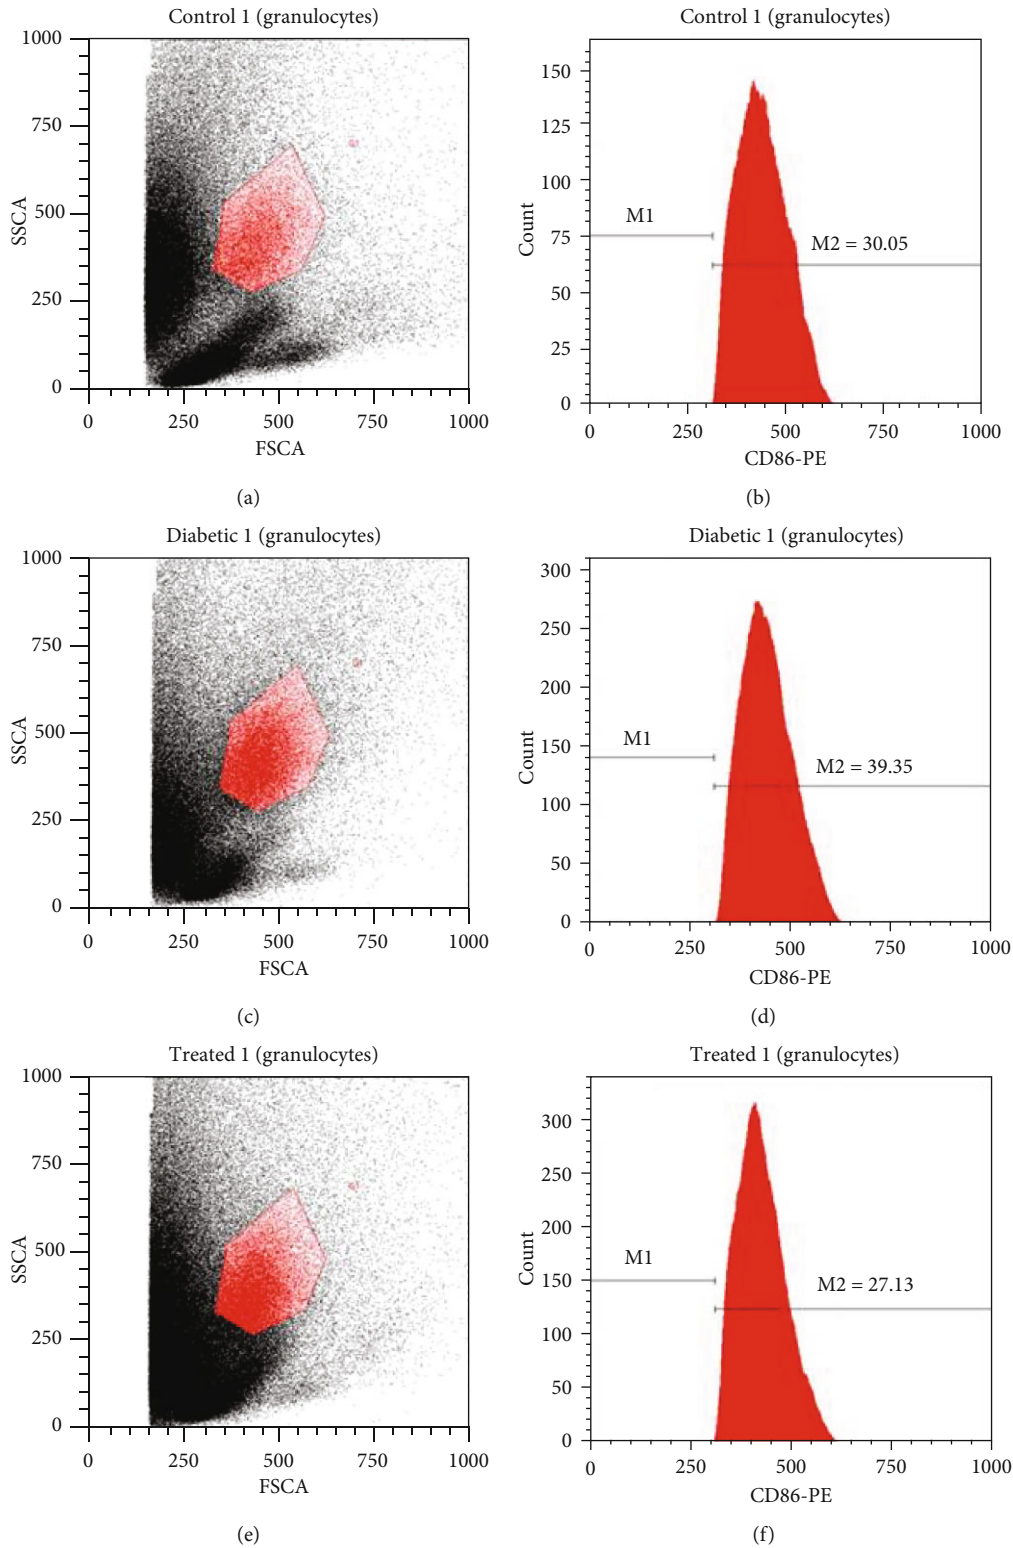 Control 1 (granulocytes)
1000
750
500
250
0
SSCA
0 250 500 750 1000
FSCA
(a)
Control 1 (granulocytes)
150
125
100
75
50
25
0
Count
M1
M2 = 30.05
0 250 500 750 1000
CD86-PE
(b)
Diabetic 1 (granulocytes)
1000
750
500
250
0
SSCA
0 250 500 750 1000
FSCA
(c)
Diabetic 1 (granulocytes)
300
250
200
150
100
50
0
Count
M1
M2 = 39.35
0 250 500 750 1000
CD86-PE
(d)
Treated 1 (granulocytes)
1000
750
500
250
0
SSCA
0 250 500 750 1000
FSCA
(e)
Treated 1 (granulocytes)
300
250
200
150
100
50
0
Count
M1
M2 = 27.13
0 250 500 750 1000
CD86-PE
(f)